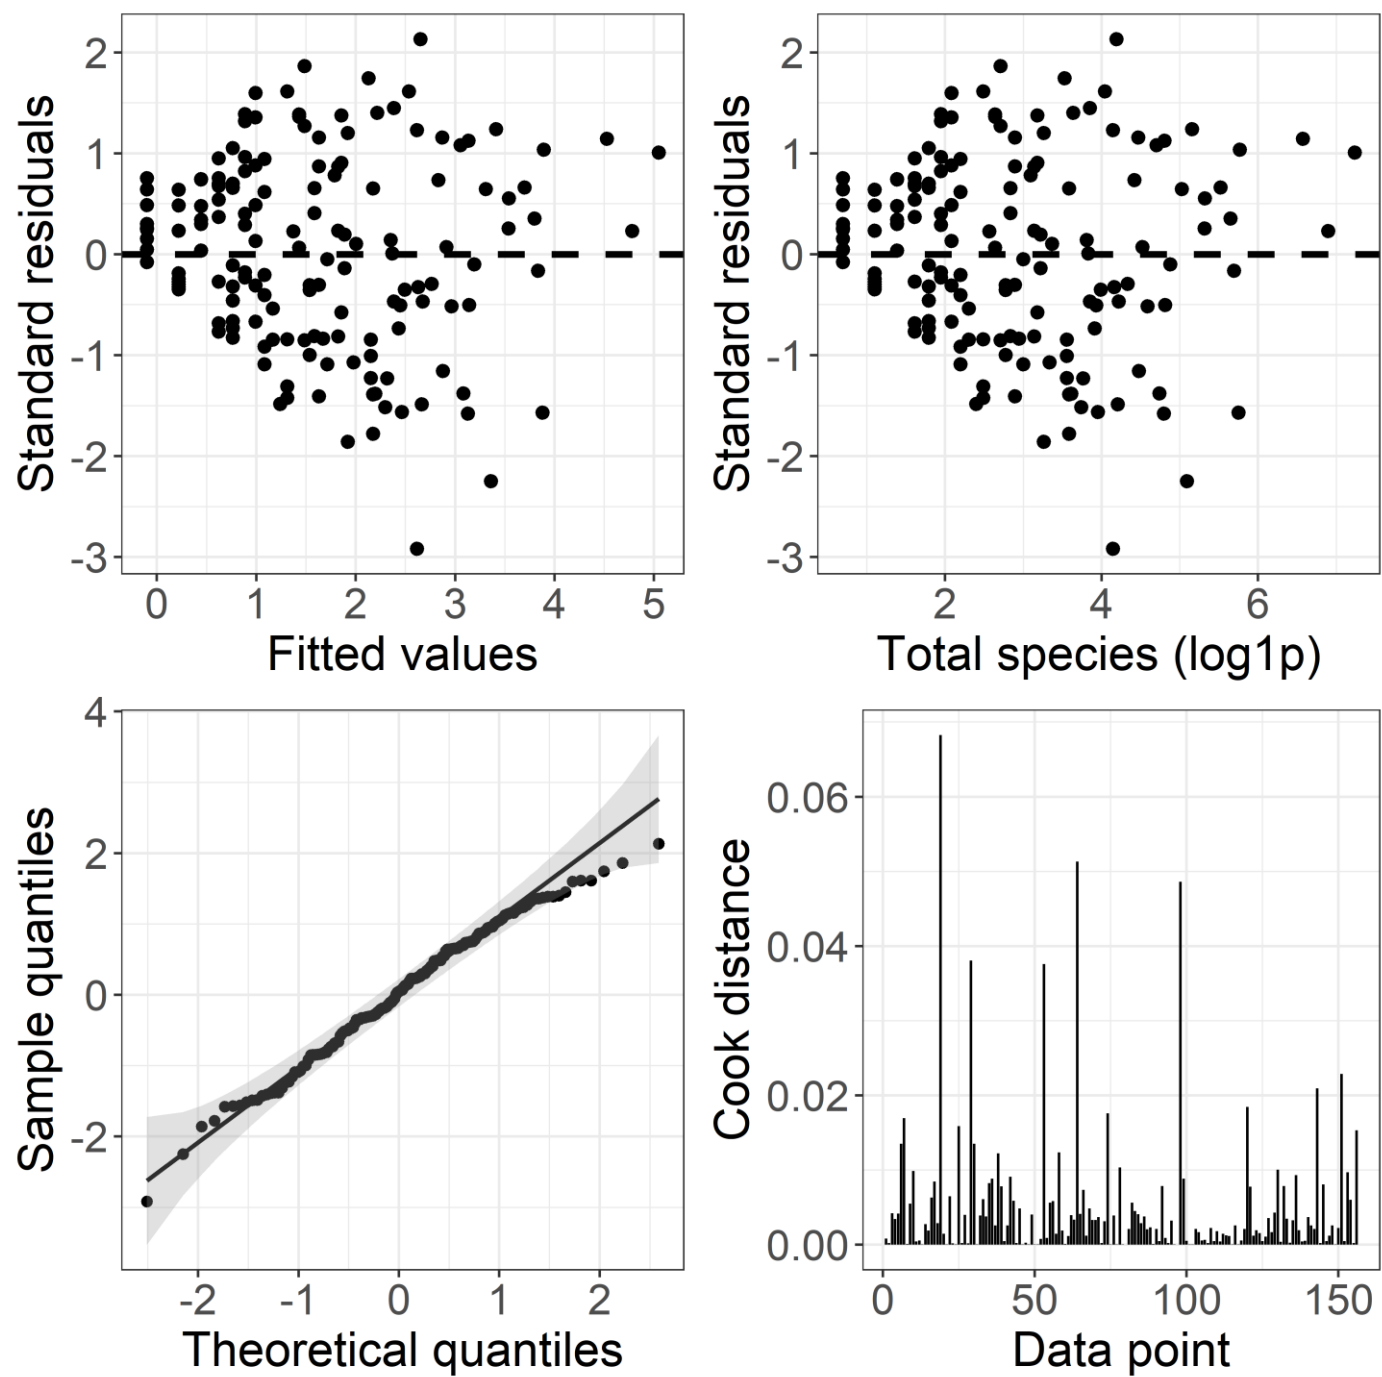 Standard residuals
2
1
0
-1
-2
-3
0 1 2 3 4 5
Fitted values
Standard residuals
2
1
0
-1
-2
-3
2 4 6
Total species (log1p)
Sample quantiles
4
2
0
-2
-2 -1 0 1 2
Theoretical quantiles
Cook distance
0.06
0.04
0.02
0.00
0 50 100 150
Data point